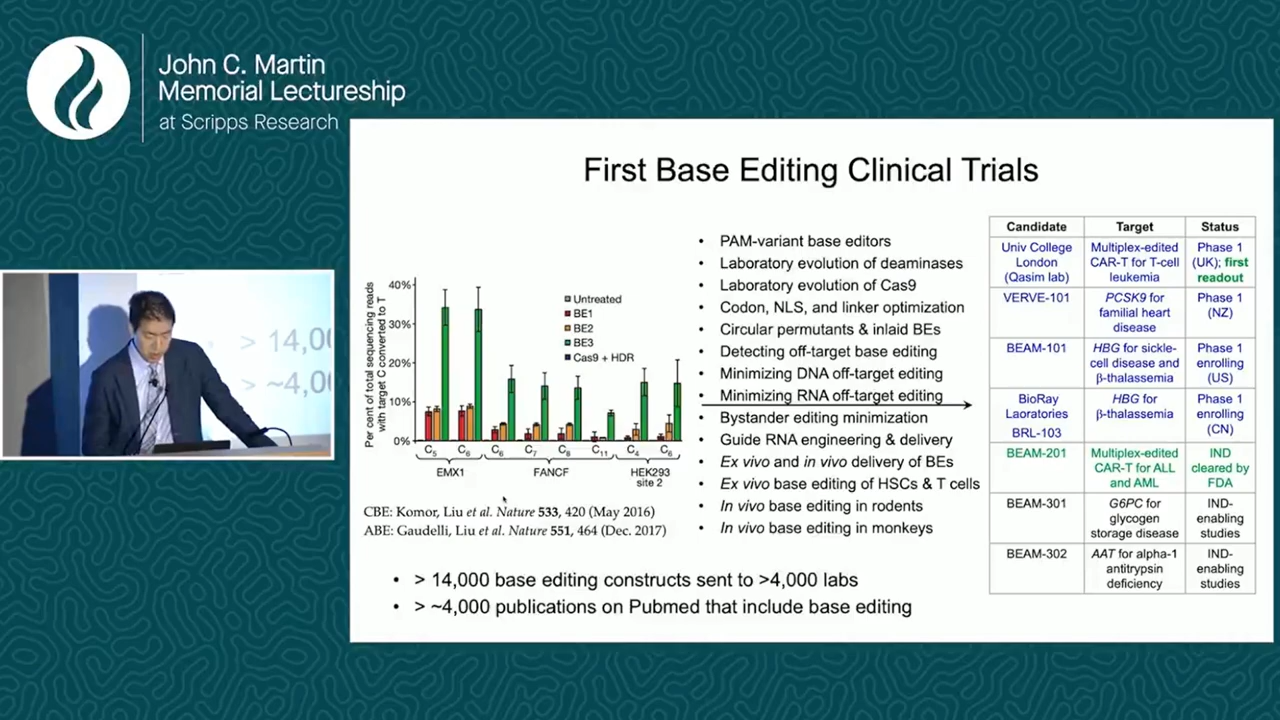 John C. Martin
Memorial Lectureship
at Scripps Research
First Base Editing Clinical Trials
Per cent of total sequencing reads
with target C converted to T
40%
30%
20%
10%
0%
Untreated
BE1
BE2
BE3
Cas9 + HDR
C5 C6 C6 C7 C8 C11 C4 C6
EMX1 FANCF HEK293
site 2
CBE: Komor, Liu et al. Nature 533, 420 (May 2016)
ABE: Gaudelli, Liu et al. Nature 551, 464 (Dec. 2017)
• PAM-variant base editors
• Laboratory evolution of deaminases
• Laboratory evolution of Cas9
• Codon, NLS, and linker optimization
• Circular permutants & inlaid BEs
• Detecting off-target base editing
• Minimizing DNA off-target editing
• Minimizing RNA off-target editing
• Bystander editing minimization
• Guide RNA engineering & delivery
• Ex vivo and in vivo delivery of BEs
• Ex vivo base editing of HSCs & T cells
• In vivo base editing in rodents
• In vivo base editing in monkeys
Candidate Target Status
Univ College Multiplex-edited Phase 1
London CAR-T for T-cell (UK); first
(Qasim lab) leukemia readout
VERVE-101 PCSK9 for Phase 1
familial heart (NZ)
disease
BEAM-101 HBG for sickle- Phase 1
cell disease and enrolling
β-thalassemia (US)
BioRay HBG for Phase 1
Laoratories β-thalassemia enrolling
BRL-103 (CN)
BEAM-201 Multiplex-edited IND
CAR-T for ALL cleared by
and AML FDA
BEAM-301 G6PC for IND-
glycogen enabling
storage disease studies
BEAM-302 AAT for alpha-1 IND-
antitrypsin enabling
deficiency studies
• > 14,000 base editing constructs sent to >4,000 labs
• > ~4,000 publications on Pubmed that include base editing
> 14,00
> ~4,00